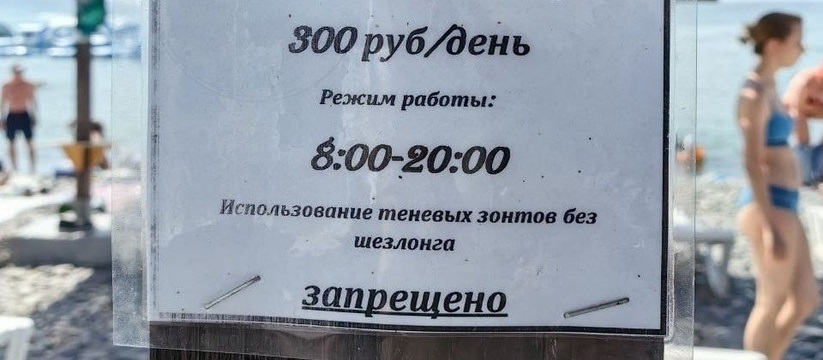 300 руб/день
Режим работы:
8:00-20:00
Использование теневых зонтов без
шезлонга
запрещено